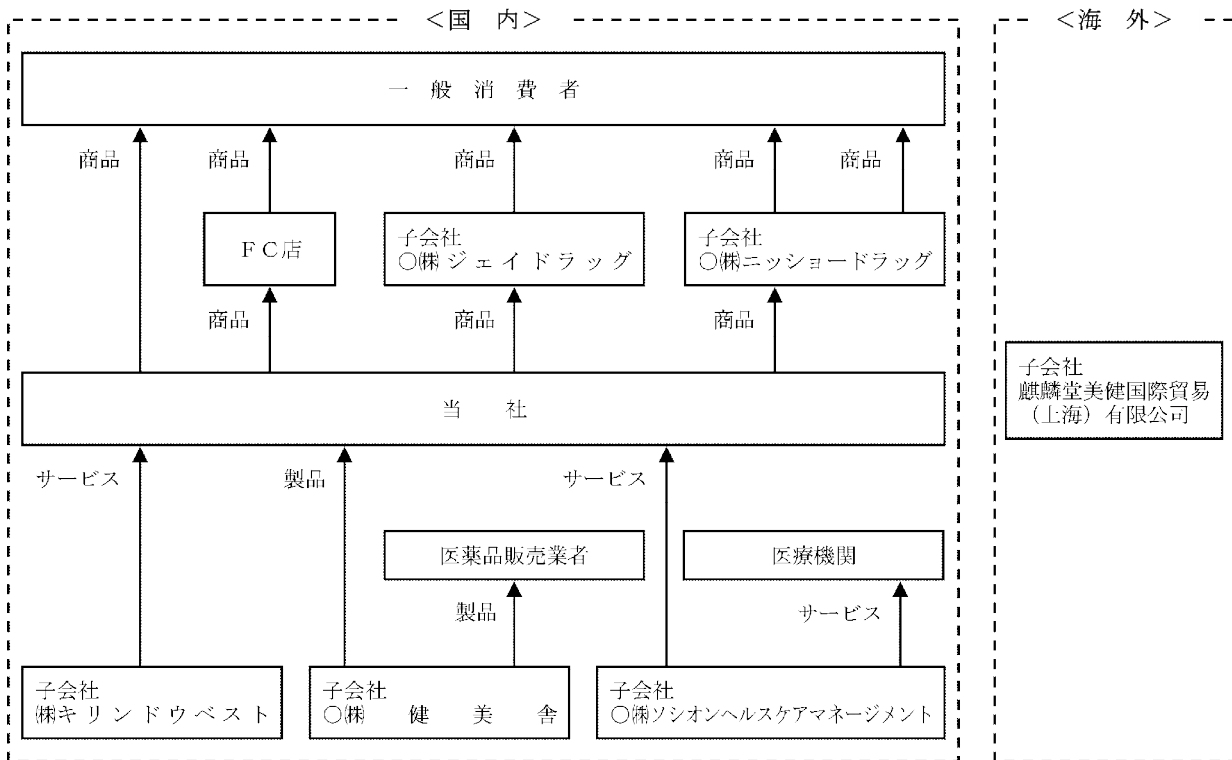 ＜国　内＞
＜海　外＞
一　般　消　費　者
商品
商品
商品
商品
商品
ＦＣ店
子会社
○㈱ジェイドラッグ
子会社
○㈱ニッショードラッグ
商品
商品
商品
子会社
麒麟堂美健国際貿易
（上海）有限公司
当　　社
サービス
製品
サービス
医薬品販売業者
医療機関
製品
サービス
子会社
㈱キリンドウベスト
子会社
○㈱　健　美　舎
子会社
○㈱ソシオンヘルスケアマネージメント